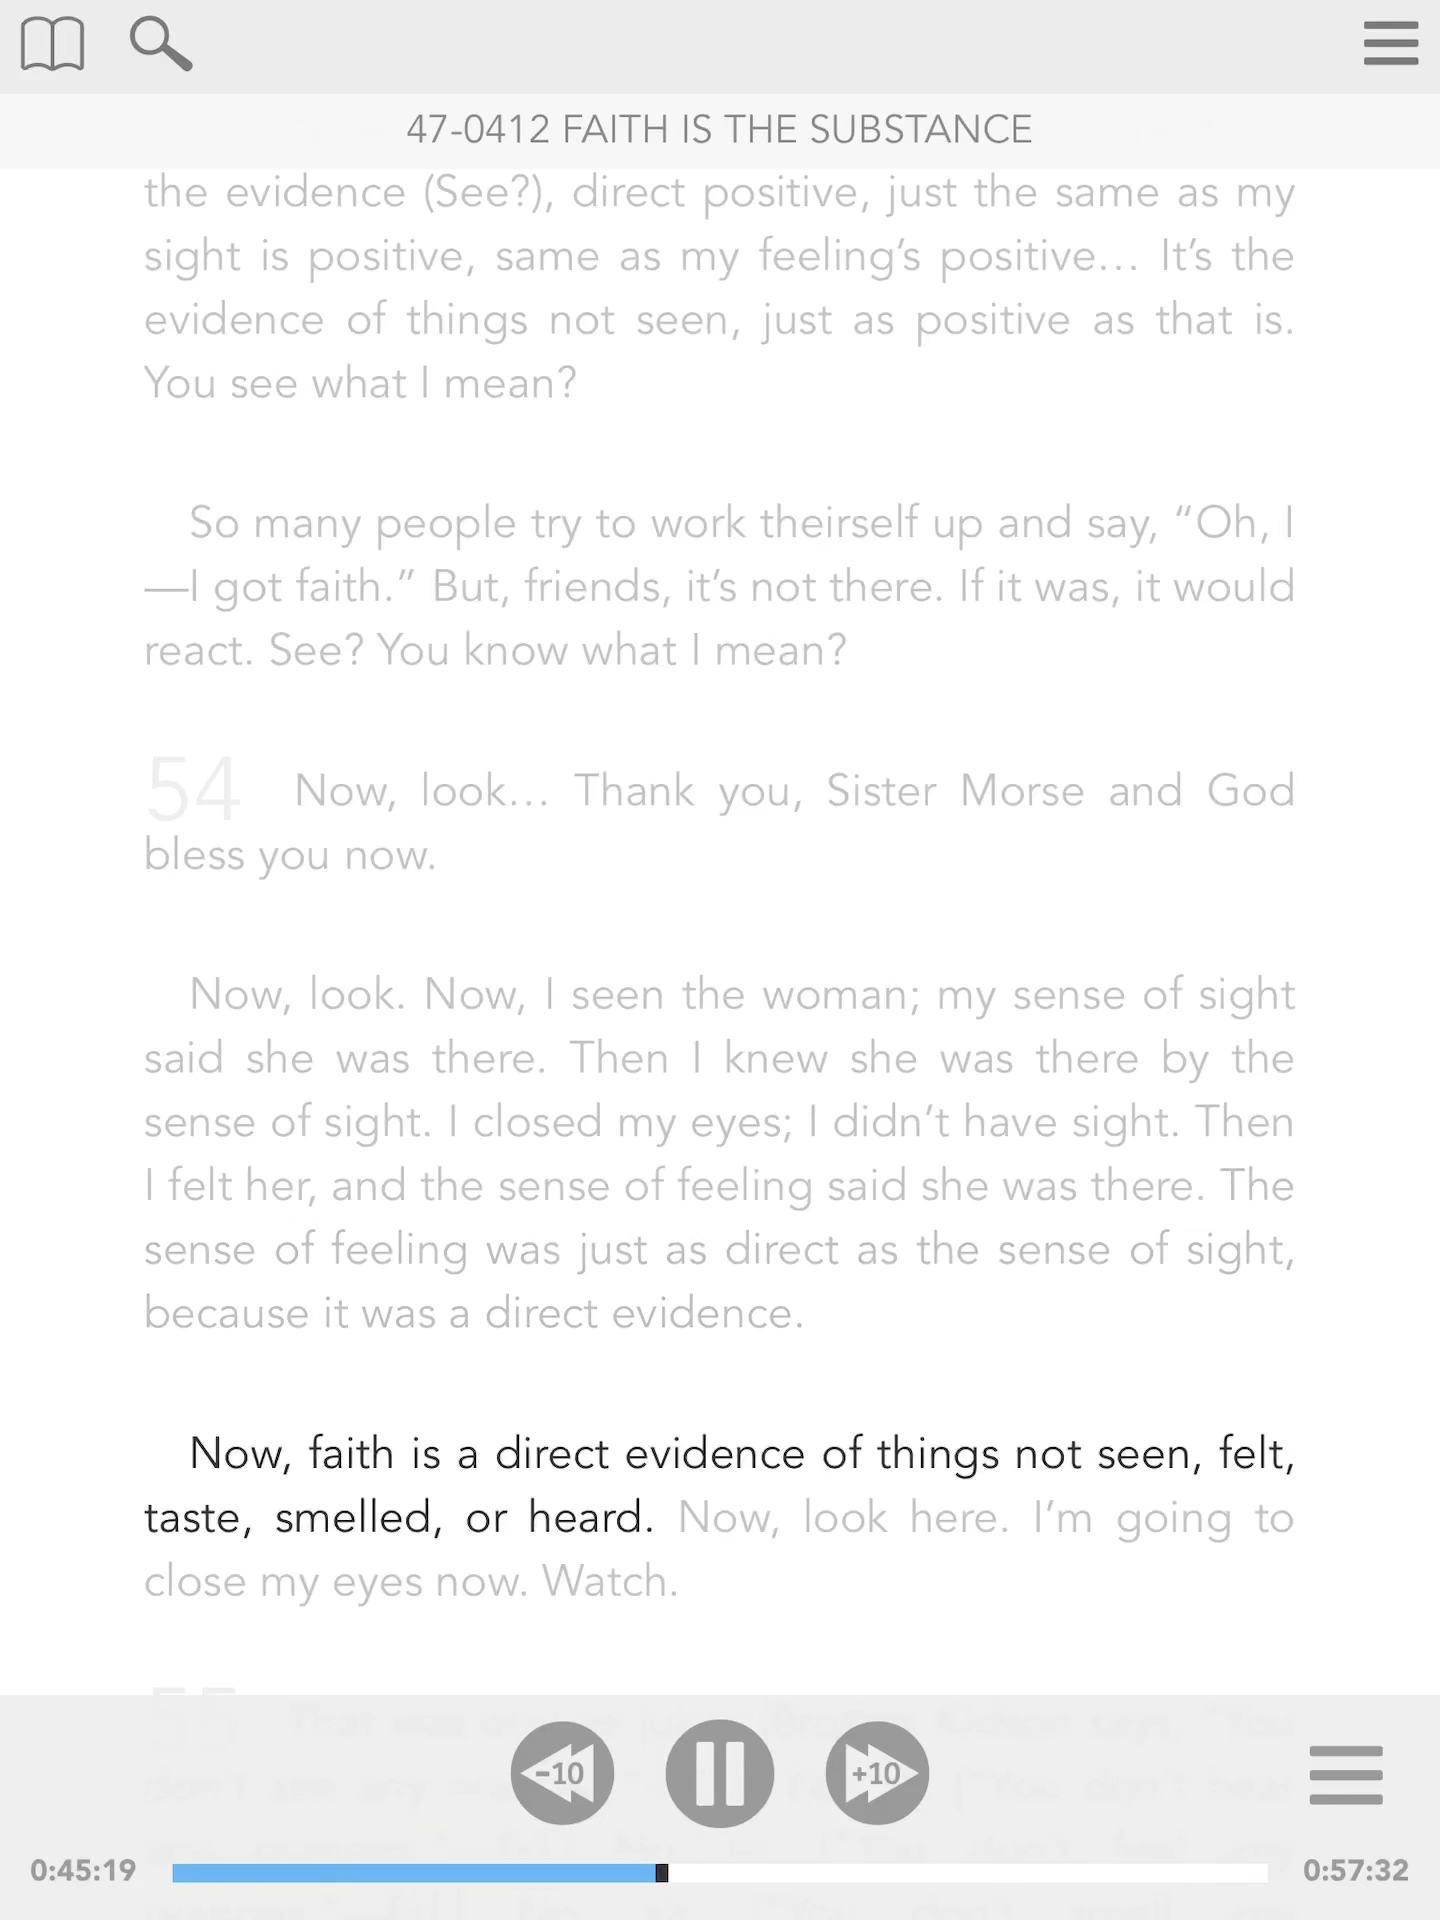 47-0412 FAITH IS THE SUBSTANCE
the evidence (See?), direct positive, just the same as my
sight is positive, same as my feeling’s positive… It’s the
evidence of things not seen, just as positive as that is.
You see what I mean?
So many people try to work theirself up and say, “Oh, I
—I got faith.” But, friends, it’s not there. If it was, it would
react. See? You know what I mean?
54 Now, look… Thank you, Sister Morse and God
bless you now.
Now, look. Now, I seen the woman; my sense of sight
said she was there. Then I knew she was there by the
sense of sight. I closed my eyes; I didn’t have sight. Then
I felt her, and the sense of feeling said she was there. The
sense of feeling was just as direct as the sense of sight,
because it was a direct evidence.
Now, faith is a direct evidence of things not seen, felt,
taste, smelled, or heard. Now, look here. I’m going to
close my eyes now. Watch.
-10 +10
0:45:19 0:57:32